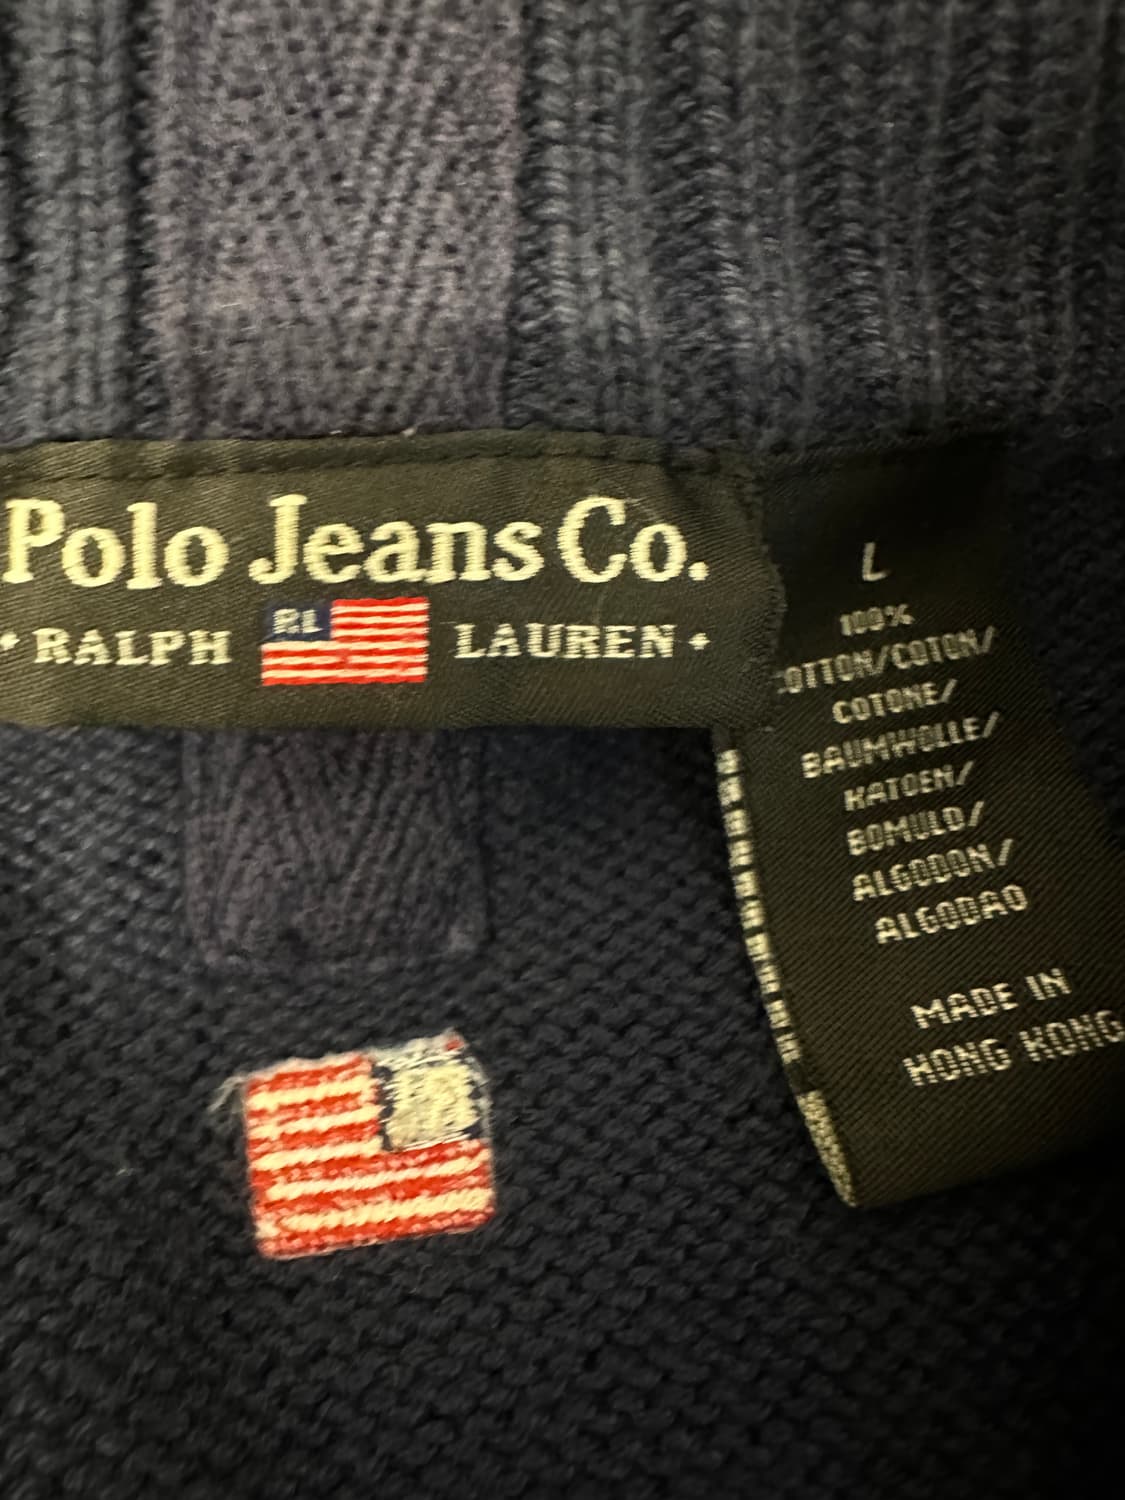 Polo Jeans Co.
• RALPH RL LAUREN •
L
100%
COTTON/COTON/
COTONE/
BAUMWOLLE/
KATOEN/
BOMULD/
ALGODON/
ALGODAO
MADE IN
HONG KONG